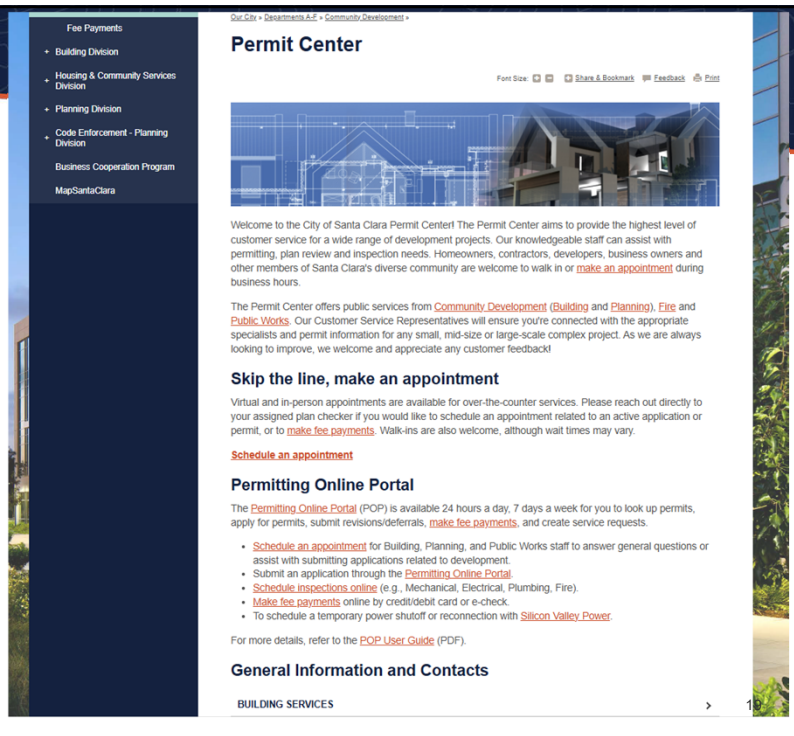 Our City » Departments A-F » Community Development »
Fee Payments
+ Building Division
+ Housing & Community Services
Division
+ Planning Division
+ Code Enforcement - Planning
Division
Business Cooperation Program
MapSantaClara
Permit Center
Font Size: + - + Share & Bookmark Feedback Print
Welcome to the City of Santa Clara Permit Center! The Permit Center aims to provide the highest level of
customer service for a wide range of development projects. Our knowledgeable staff can assist with
permitting, plan review and inspection needs. Homeowners, contractors, developers, business owners and
other members of Santa Clara's diverse community are welcome to walk in or make an appointment during
business hours.
The Permit Center offers public services from Community Development (Building and Planning), Fire and
Public Works. Our Customer Service Representatives will ensure you're connected with the appropriate
specialists and permit information for any small, mid-size or large-scale complex project. As we are always
looking to improve, we welcome and appreciate any customer feedback!
Skip the line, make an appointment
Virtual and in-person appointments are available for over-the-counter services. Please reach out directly to
your assigned plan checker if you would like to schedule an appointment related to an active application or
permit, or to make fee payments. Walk-ins are also welcome, although wait times may vary.
Schedule an appointment
Permitting Online Portal
The Permitting Online Portal (POP) is available 24 hours a day, 7 days a week for you to look up permits,
apply for permits, submit revisions/deferrals, make fee payments, and create service requests.
• Schedule an appointment for Building, Planning, and Public Works staff to answer general questions or
assist with submitting applications related to development.
• Submit an application through the Permitting Online Portal.
• Schedule inspections online (e.g., Mechanical, Electrical, Plumbing, Fire).
• Make fee payments online by credit/debit card or e-check.
• To schedule a temporary power shutoff or reconnection with Silicon Valley Power.
For more details, refer to the POP User Guide (PDF).
General Information and Contacts
BUILDING SERVICES >
19